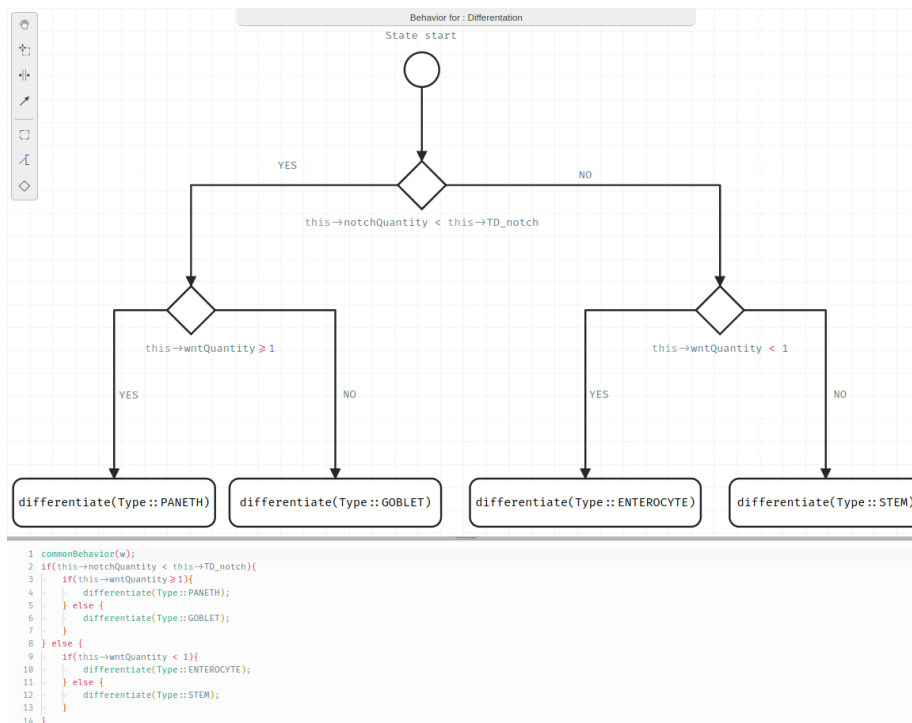 Behavior for : Differentation
State start
YES
NO
this->notchQuantity < this->TD_notch
this->wntQuantity ≥ 1
this->wntQuantity < 1
YES
NO
YES
NO
differentiate(Type::PANETH)
differentiate(Type::GOBLET)
differentiate(Type::ENTEROCYTE)
differentiate(Type::STEM)
1 commonBehavior(w);
2 if(this->notchQuantity < this->TD_notch){
3 if(this->wntQuantity≥1){
4 differentiate(Type::PANETH);
5 } else {
6 differentiate(Type::GOBLET);
7 }
8 } else {
9 if(this->wntQuantity < 1){
10 differentiate(Type::ENTEROCYTE);
11 } else {
12 differentiate(Type::STEM);
13 }
14 }